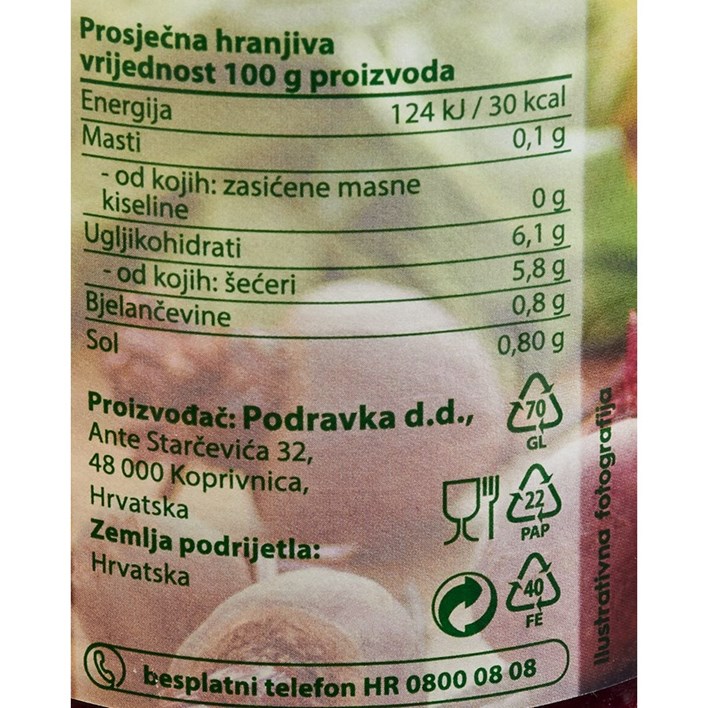 Prosječna hranjiva
vrijednost 100 g proizvoda
Energija 124 kJ / 30 kcal
Masti 0,1 g
- od kojih: zasićene masne
kiseline 0 g
Ugljikohidrati 6,1 g
- od kojih: šećeri 5,8 g
Bjelančevine 0,8 g
Sol 0,80 g
Proizvođač: Podravka d.d.,
Ante Starčevića 32,
48 000 Koprivnica,
Hrvatska
Zemlja podrijetla:
Hrvatska
70
GL
22
PAP
40
FE
Ilustrativna fotografija
besplatni telefon HR 0800 08 08